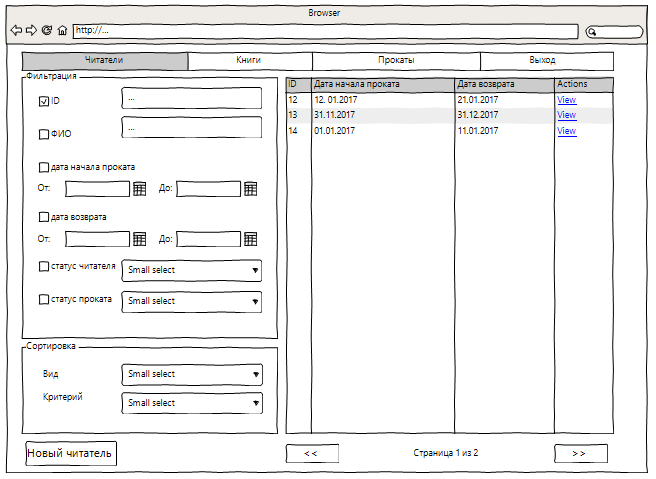 Browser
http://...
Читатели Книги Прокаты Выход
Фильтрация
ID ...
ФИО ...
дата начала проката
От: До:
дата возврата
От: До:
статус читателя Small select
статус проката Small select
Сортировка
Вид Small select
Критерий Small select
Новый читатель
ID Дата начала проката Дата возврата Actions
12 12. 01.2017 21.01.2017 View
13 31.11.2017 31.12.2017 View
14 01.01.2017 11.01.2017 View
< < Страница 1 из 2 > >